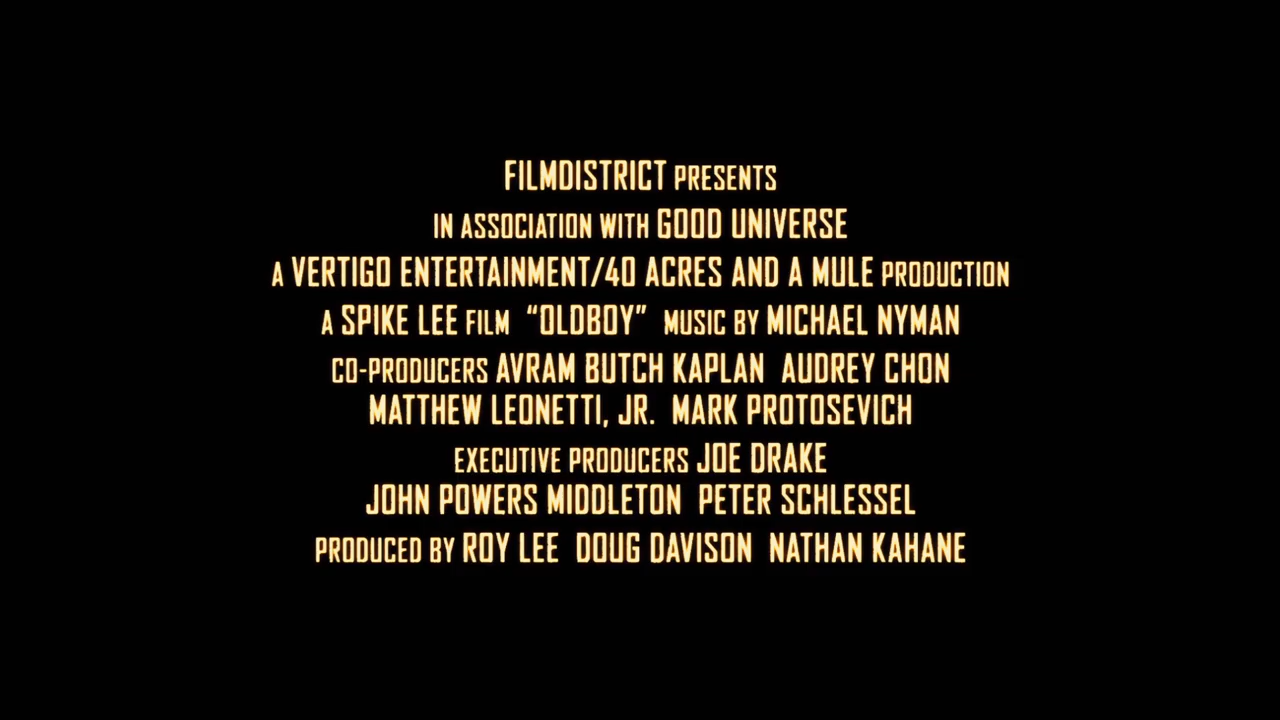 FILMDISTRICT PRESENTS
IN ASSOCIATION WITH GOOD UNIVERSE
A VERTIGO ENTERTAINMENT/40 ACRES AND A MULE PRODUCTION
A SPIKE LEE FILM “OLDBOY” MUSIC BY MICHAEL NYMAN
CO-PRODUCERS AVRAM BUTCH KAPLAN AUDREY CHON
MATTHEW LEONETTI, JR. MARK PROTOSEVICH
EXECUTIVE PRODUCERS JOE DRAKE
JOHN POWERS MIDDLETON PETER SCHLESSEL
PRODUCED BY ROY LEE DOUG DAVISON NATHAN KAHANE